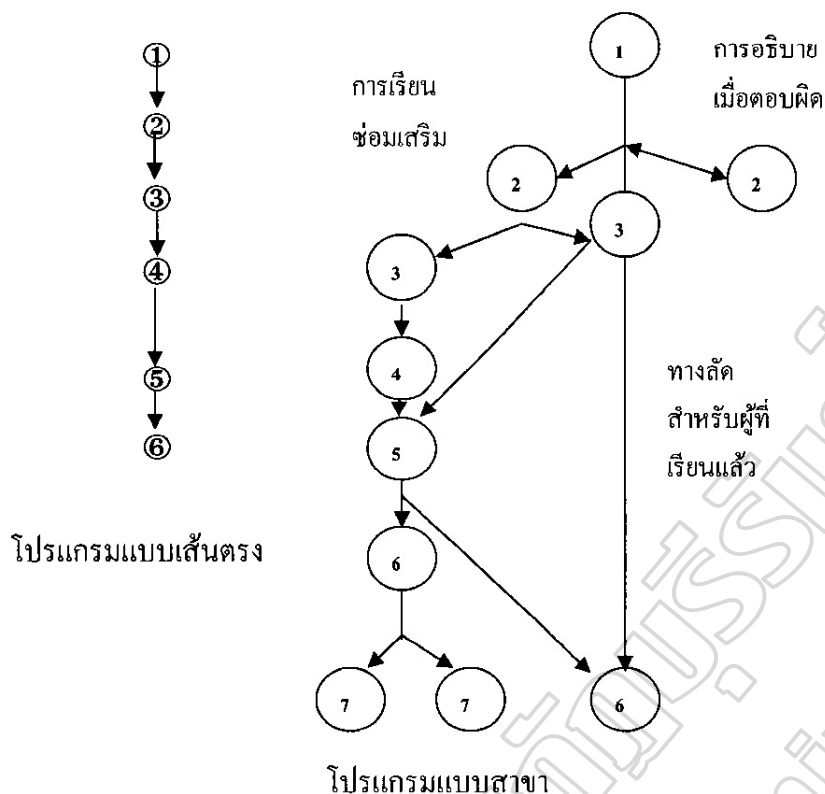 ①
②
③
④
⑤
⑥
โปรแกรมแบบเส้นตรง
1
การอธิบาย
เมื่อตอบผิด
การเรียน
ซ่อมเสริม
2
2
3
3
4
5
ทางลัด
สำหรับผู้ที่
เรียนแล้ว
6
7
7
6
โปรแกรมแบบสาขา